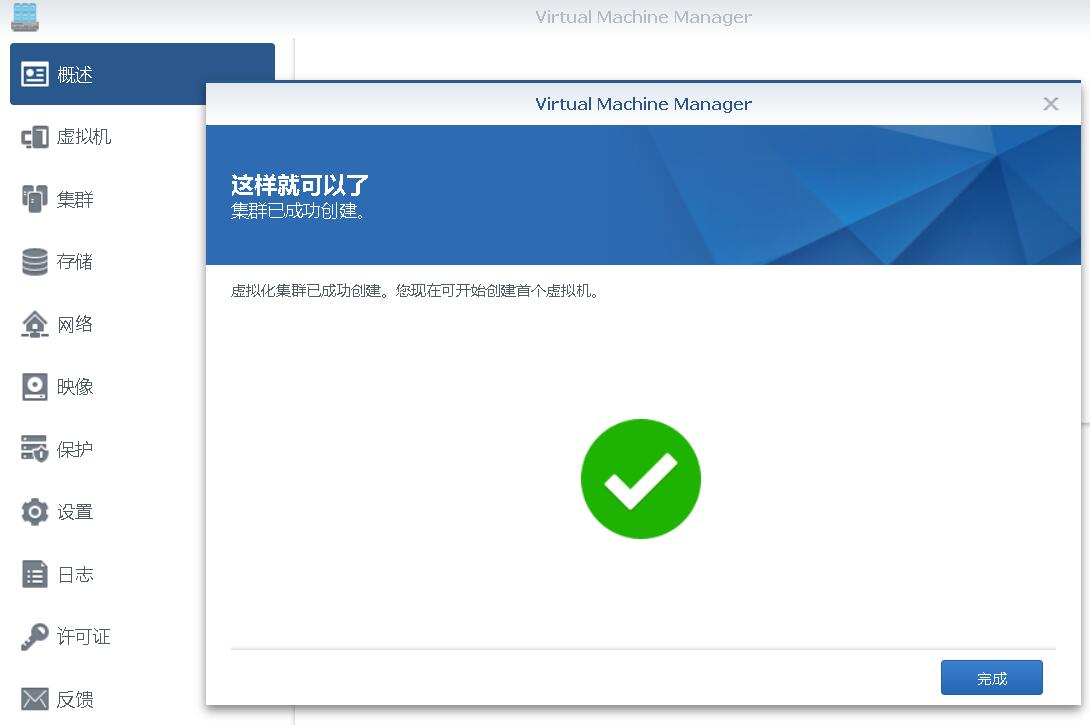 Virtual Machine Manager
概述
虚拟机
集群
存储
网络
映像
保护
设置
日志
许可证
反馈
Virtual Machine Manager
这样就可以了
集群已成功创建。
虚拟化集群已成功创建。您现在可开始创建首个虚拟机。
完成